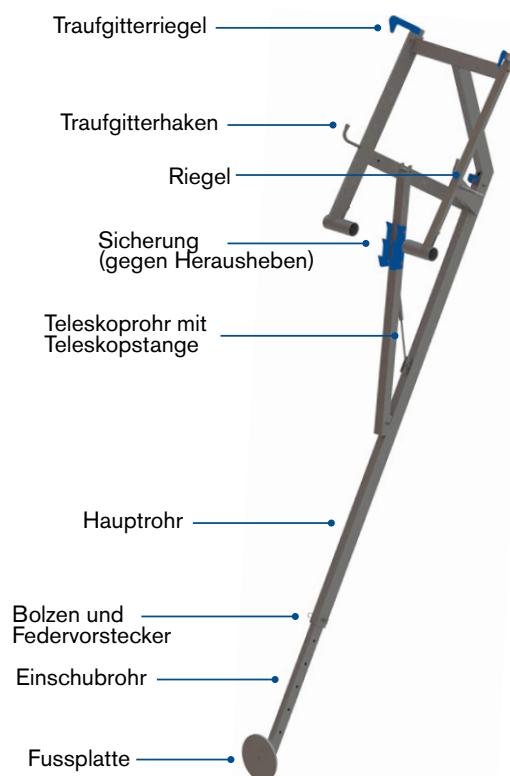 Traufgitterriegel
Traufgitterhaken
Riegel
Sicherung
(gegen Herausheben)
Teleskoprohr mit
Teleskopstange
Hauptrohr
Bolzen und
Federvorstecker
Einschubrohr
Fussplatte